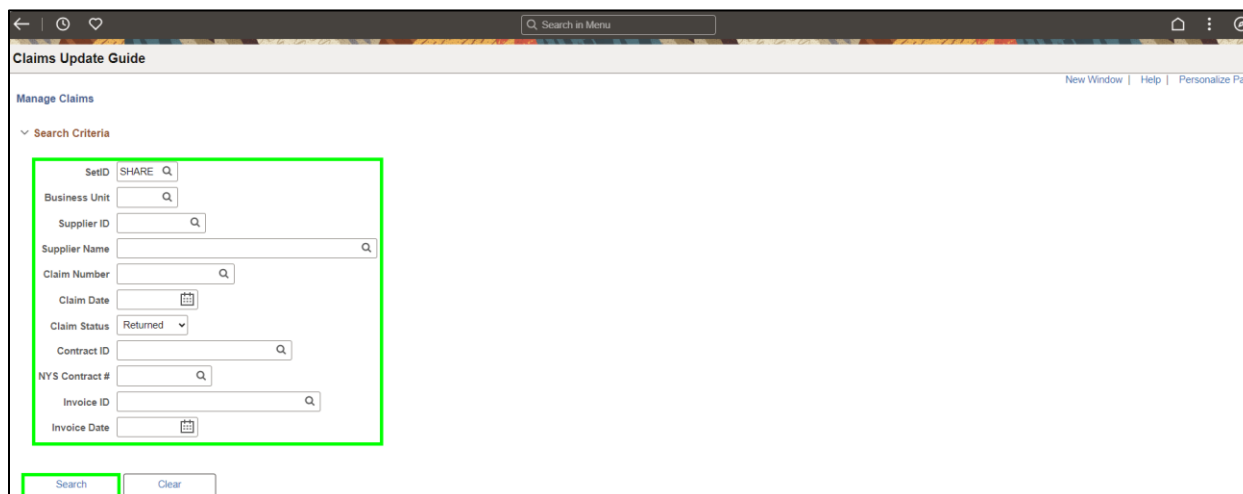 Search in Menu
Claims Update Guide
New Window | Help | Personalize Pa
Manage Claims
Search Criteria
SetID SHARE
Business Unit
Supplier ID
Supplier Name
Claim Number
Claim Date
Claim Status Returned
Contract ID
NYS Contract #
Invoice ID
Invoice Date
Search Clear